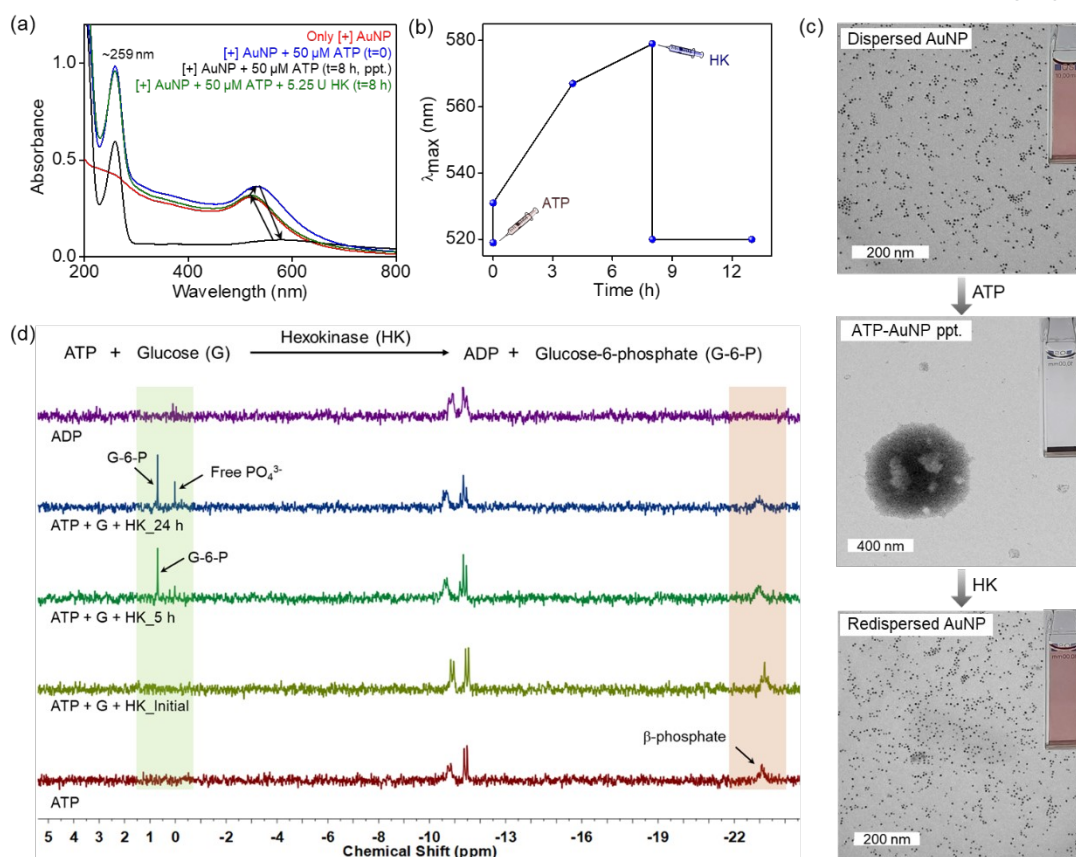 (a)
~259 nm
Only [+] AuNP
[+] AuNP + 50 µM ATP (t=0)
[+] AuNP + 50 µM ATP (t=8 h, ppt.)
[+] AuNP + 50 µM ATP + 5.25 U HK (t=8 h)
1.0
0.5
0.0
Absorbance
200 400 600 800
Wavelength (nm)
(b)
580
560
540
520
λmax (nm)
HK
ATP
0 3 6 9 12
Time (h)
(c)
Dispersed AuNP
200 nm
ATP
ATP-AuNP ppt.
400 nm
HK
Redispersed AuNP
200 nm
(d)
Hexokinase (HK)
ATP + Glucose (G) ADP + Glucose-6-phosphate (G-6-P)
ADP
G-6-P
Free PO₄³⁻
ATP + G + HK_24 h
G-6-P
ATP + G + HK_5 h
ATP + G + HK_Initial
β-phosphate
ATP
5 4 3 2 1 0 -2 -4 -6 -8 -10 -13 -16 -19 -22
Chemical Shift (ppm)